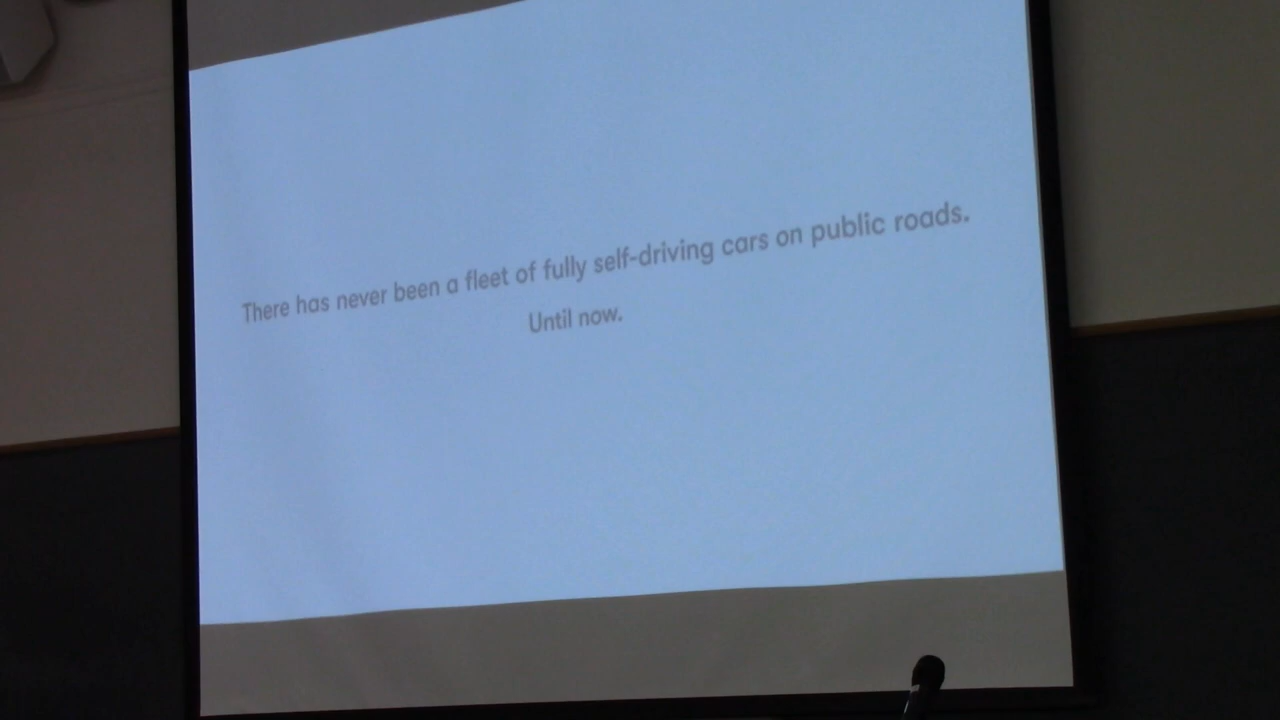 There has never been a fleet of fully self-driving cars on public roads.
Until now.